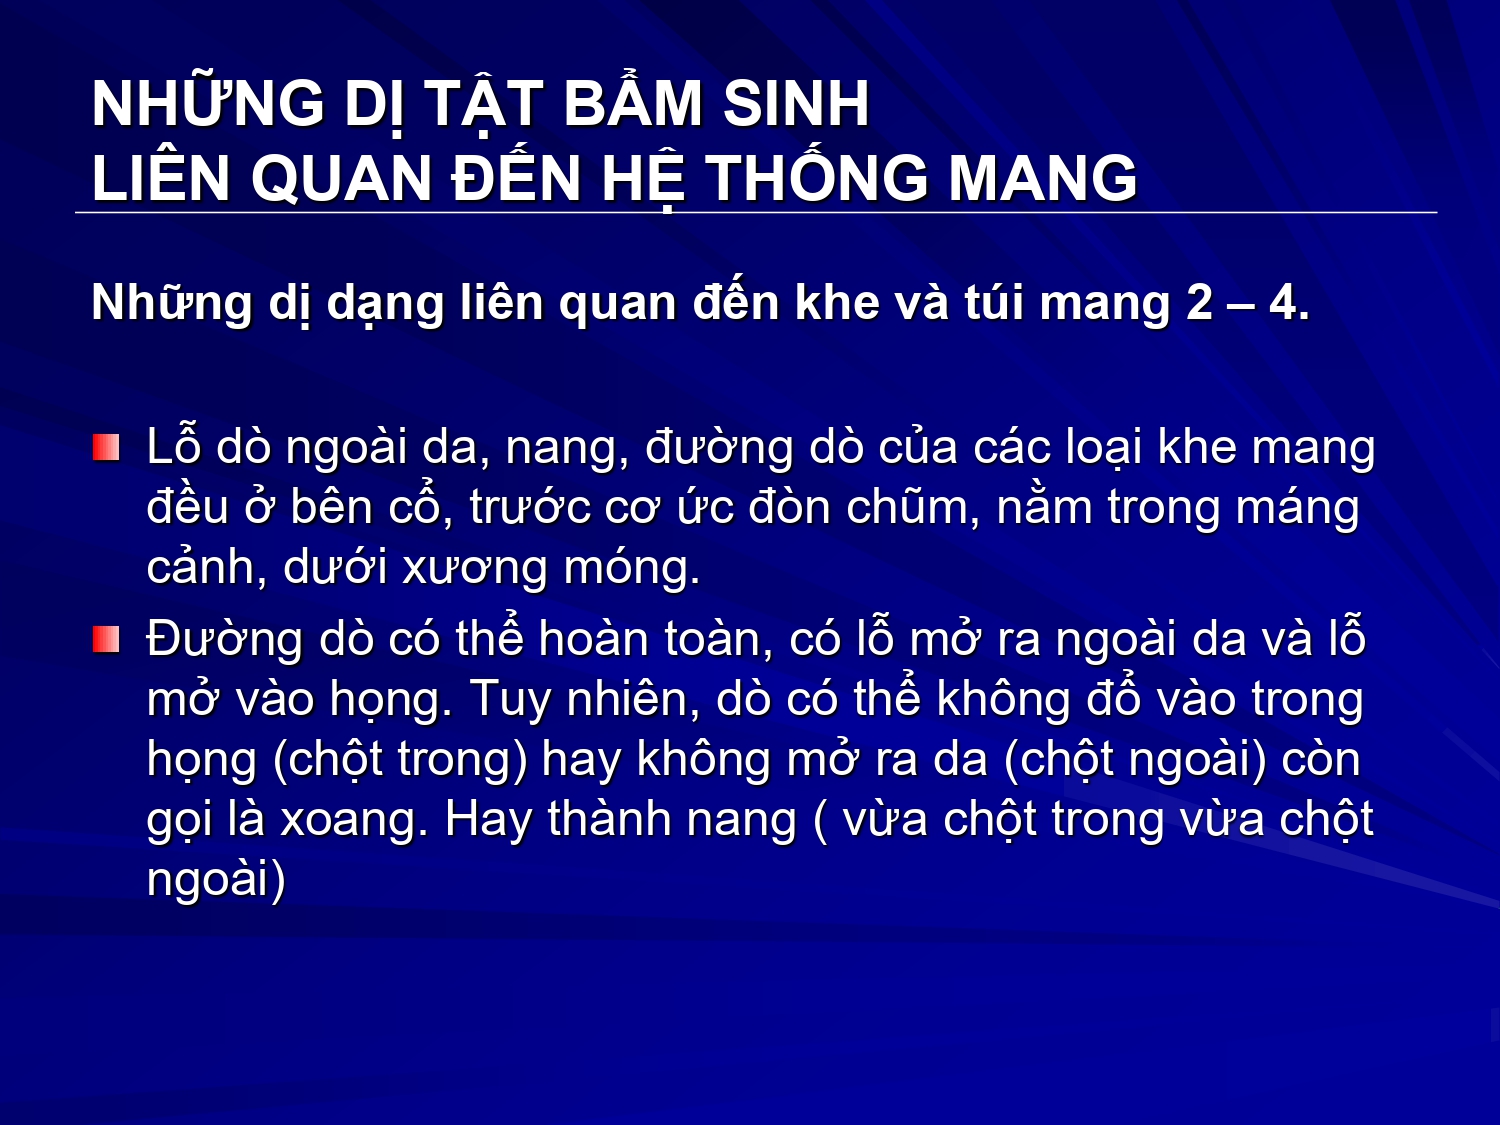 NHỮNG DỊ TẬT BẨM SINH
LIÊN QUAN ĐẾN HỆ THỐNG MANG
Những dị dạng liên quan đến khe và túi mang 2 – 4.
Lỗ dò ngoài da, nang, đường dò của các loại khe mang
đều ở bên cổ, trước cơ ức đòn chũm, nằm trong máng
cảnh, dưới xương móng.
Đường dò có thể hoàn toàn, có lỗ mở ra ngoài da và lỗ
mở vào họng. Tuy nhiên, dò có thể không đổ vào trong
họng (chột trong) hay không mở ra da (chột ngoài) còn
gọi là xoang. Hay thành nang ( vừa chột trong vừa chột
ngoài)